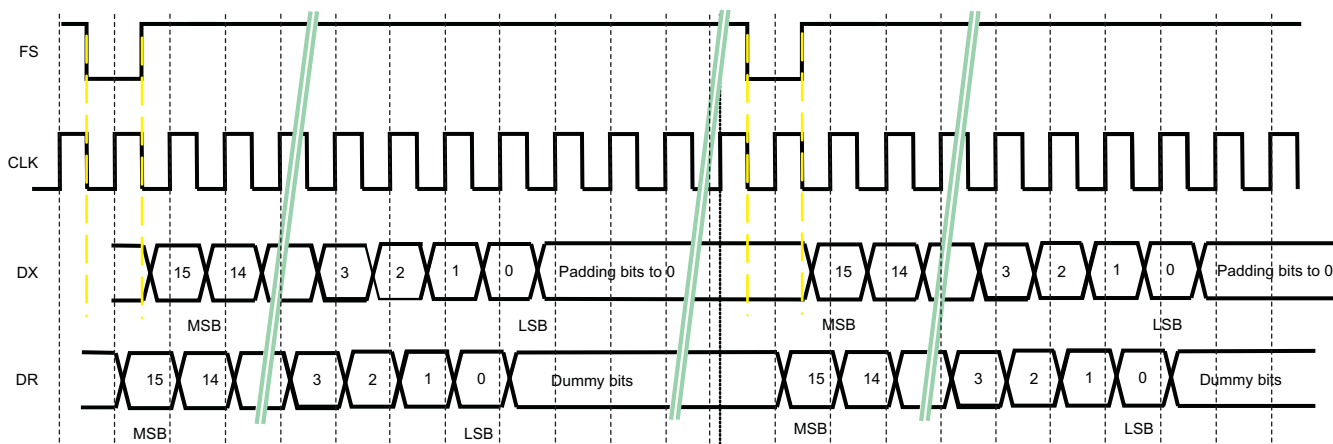 FS
CLK
DX 15 14 3 2 1 0 Padding bits to 0 15 14 3 2 1 0 Padding bits to 0
MSB LSB MSB LSB
DR 15 14 3 2 1 0 Dummy bits 15 14 3 2 1 0 Dummy bits
MSB LSB MSB LSB